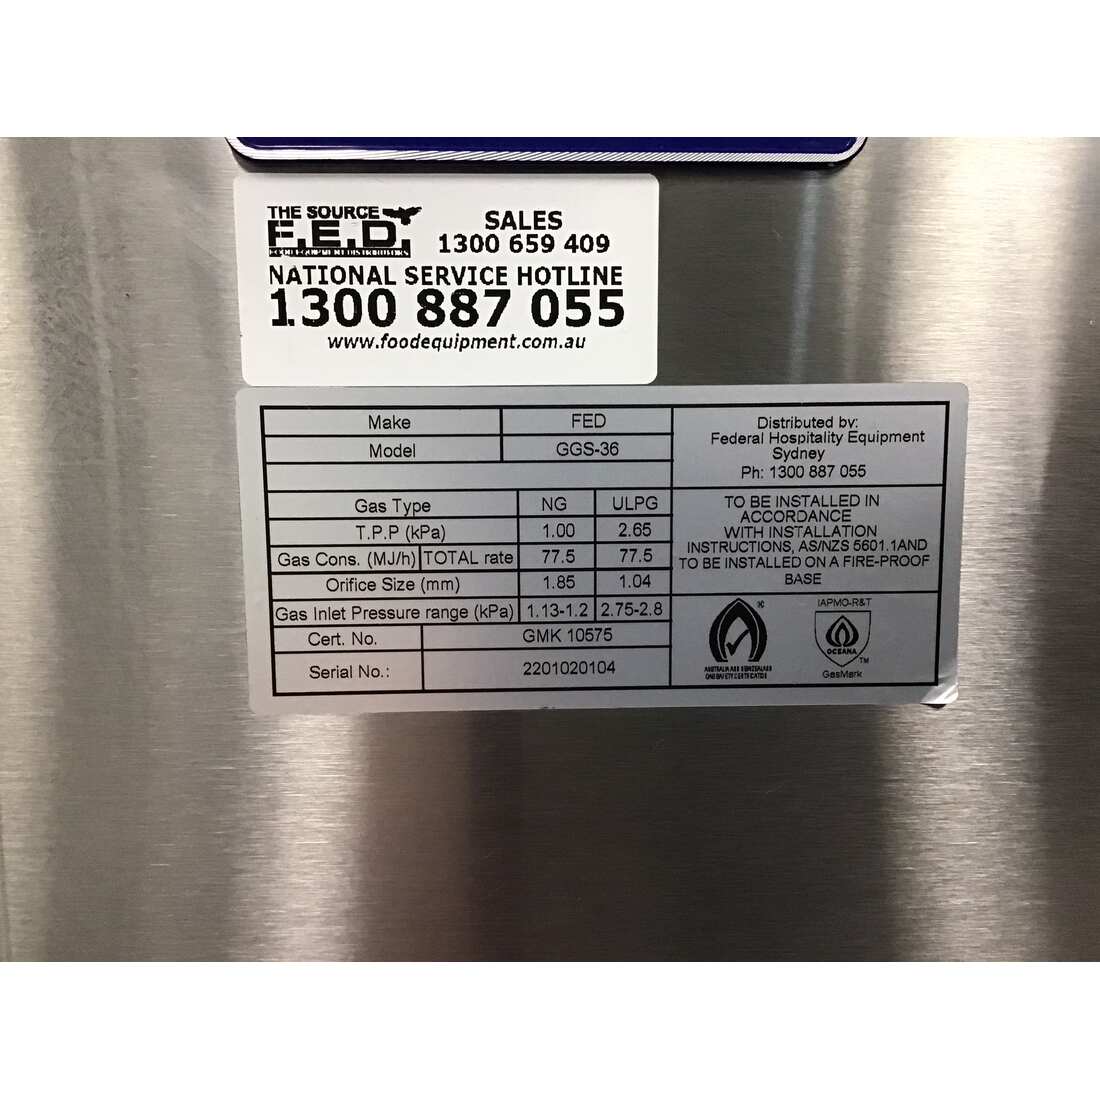 THE SOURCE
F.E.D.
FOOD EQUIPMENT DISTRIBUTORS
SALES
1300 659 409
NATIONAL SERVICE HOTLINE
1300 887 055
www.foodequipment.com.au
Make FED
Model GGS-36
Distributed by:
Federal Hospitality Equipment
Sydney
Ph: 1300 887 055
Gas Type NG ULPG
T.P.P (kPa) 1.00 2.65
Gas Cons. (MJ/h) TOTAL rate 77.5 77.5
Orifice Size (mm) 1.85 1.04
Gas Inlet Pressure range (kPa) 1.13-1.2 2.75-2.8
Cert. No. GMK 10575
Serial No.: 2201020104
TO BE INSTALLED IN
ACCORDANCE
WITH INSTALLATION
INSTRUCTIONS, AS/NZS 5601.1AND
TO BE INSTALLED ON A FIRE-PROOF
BASE
IAPMO-R&T
OCEANA
TM
GasMark